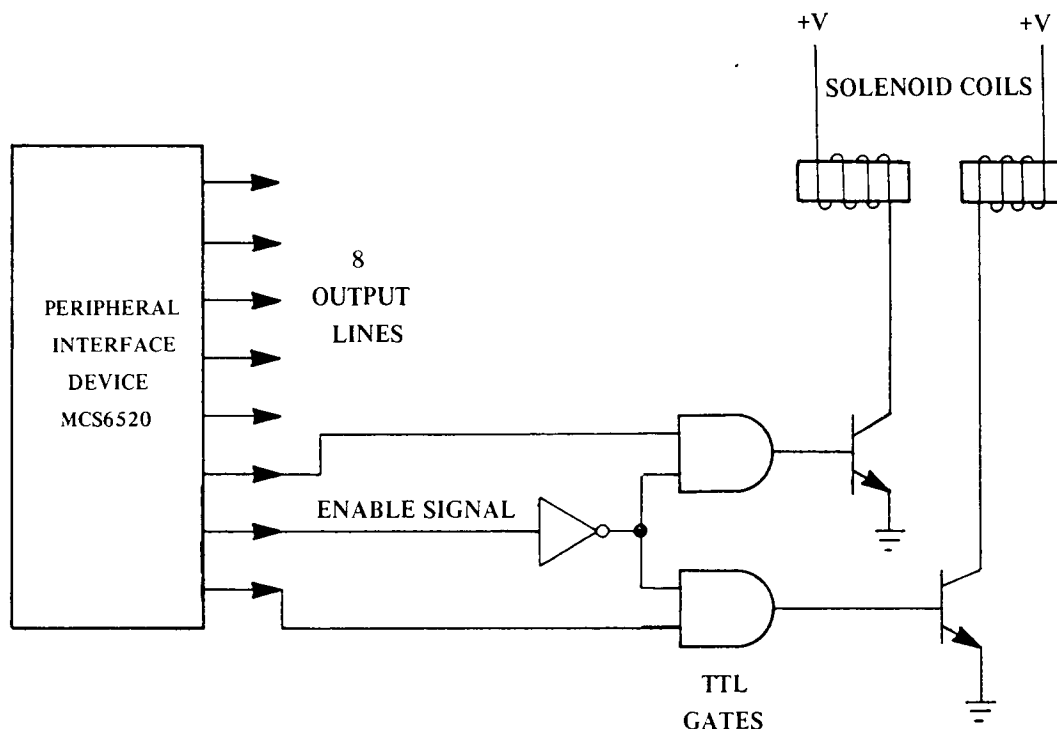 +V
+V
SOLENOID COILS
PERIPHERAL
INTERFACE
DEVICE
MCS6520
8
OUTPUT
LINES
ENABLE SIGNAL
TTL
GATES